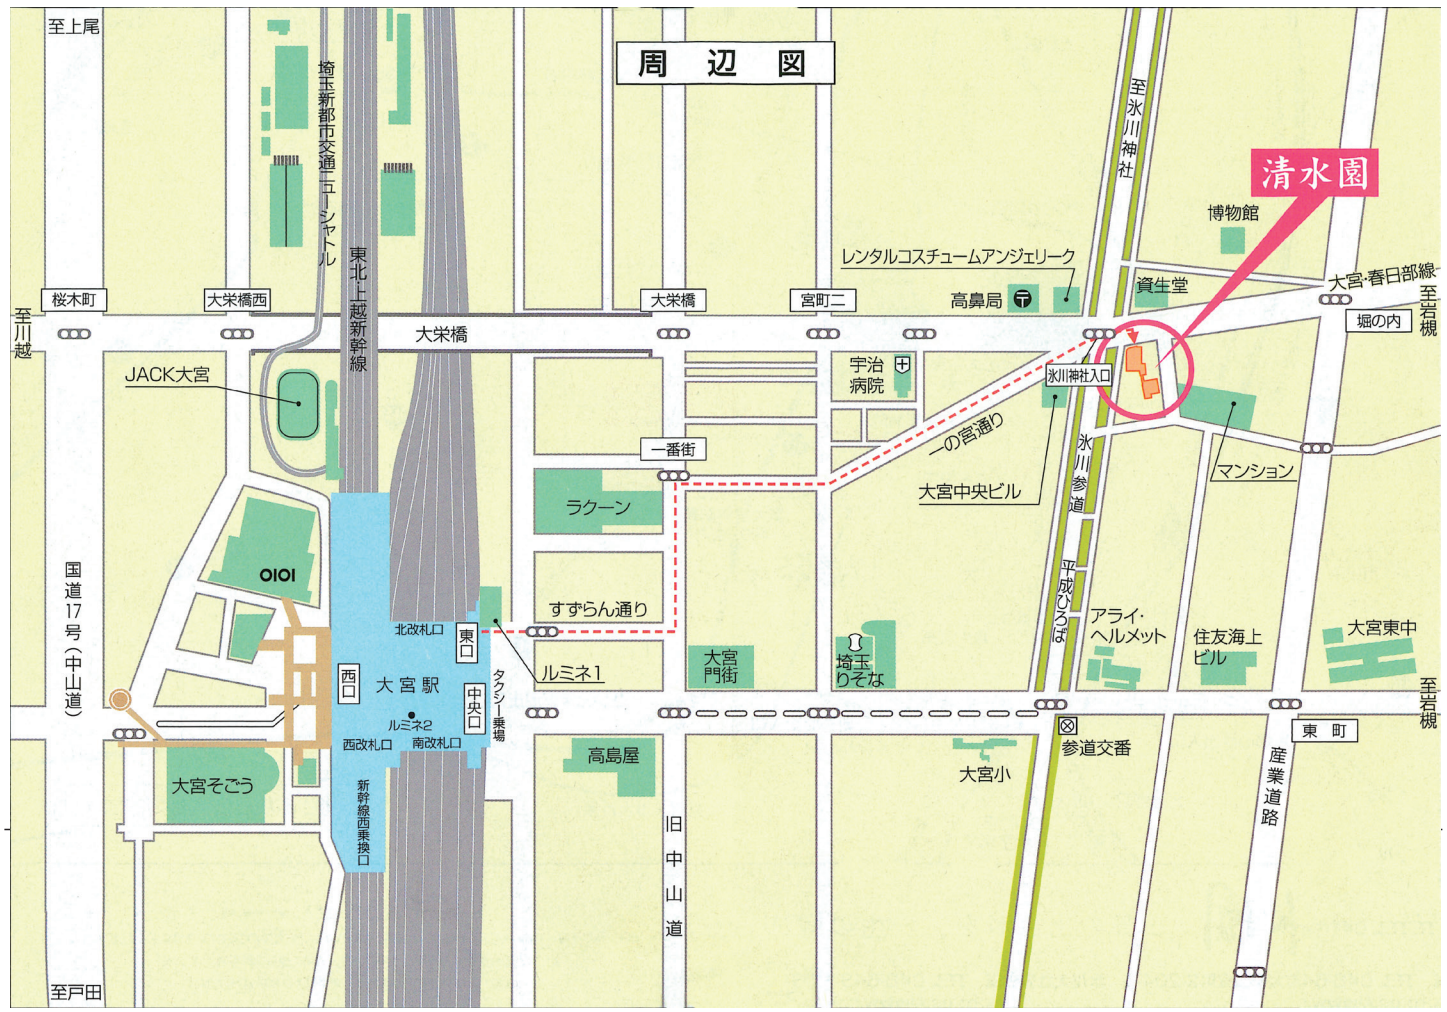 周辺図
至上尾
埼玉新都市交通ニューシャトル
東北・上越新幹線
至氷川神社
清水園
博物館
レンタルコスチュームアンジェリーク
高鼻局
資生堂
大宮・春日部線
至岩槻
桜木町
大栄橋西
大栄橋
宮町二
堀の内
至川越
大栄橋
JACK大宮
宇治
病院
氷川神社入口
一の宮通り
一番街
氷川参道
マンション
大宮中央ビル
ラクーン
国道17号(中山道)
OIOI
すずらん通り
平成ひろば
北改札口
東口
ルミネ1
大宮
門街
埼玉
りそな
アライ・
ヘルメット
住友海上
ビル
大宮東中
西口
大宮駅
中央口
タクシー乗場
ルミネ2
西改札口
南改札口
至岩槻
東町
参道交番
高島屋
大宮小
大宮そごう
新幹線西乗換口
産業道路
旧中山道
至戸田